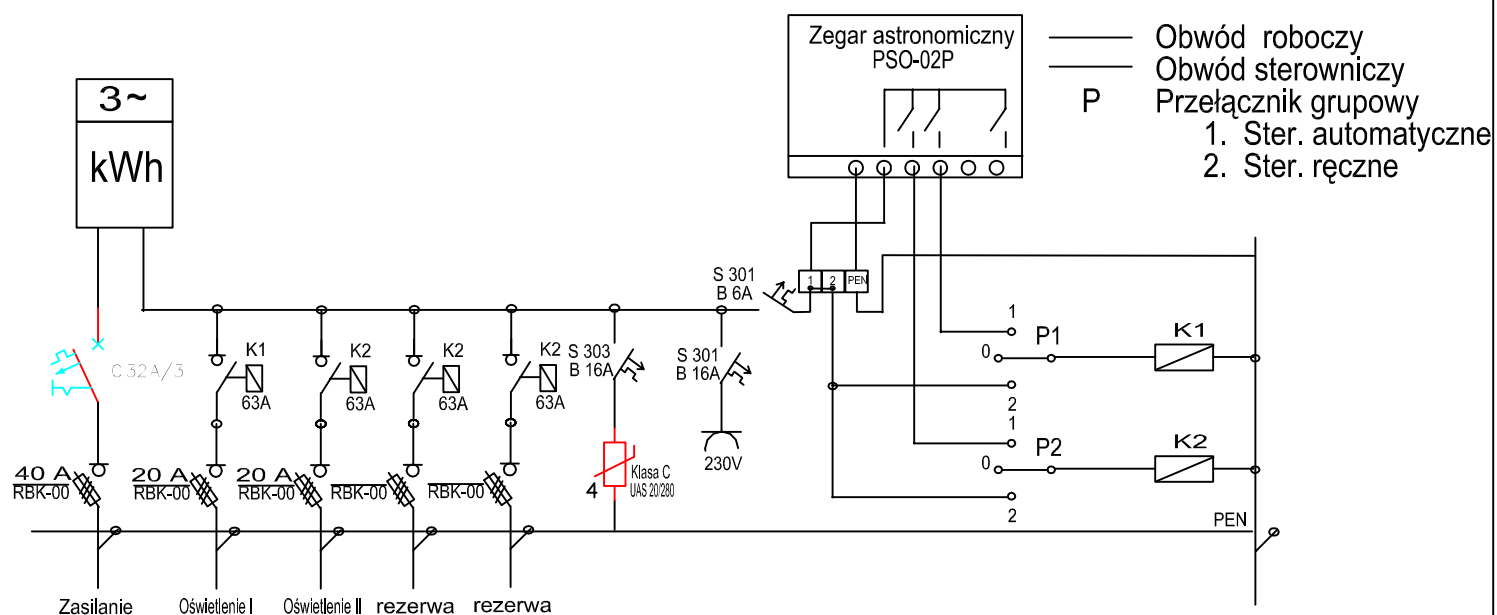 Zegar astronomiczny
PSO-02P
Obwód roboczy
Obwód sterowniczy
P Przełącznik grupowy
1. Ster. automatyczne
2. Ster. ręczne
3~
kWh
S 301
B 6A
1 2 PEN
C32A/3
K1
63A
K2
63A
K2
63A
K2
63A
S 303
B 16A
S 301
B 16A
230V
1
P1
0
2
K1
1
P2
0
2
K2
40 A
RBK-00
20 A
RBK-00
20 A
RBK-00
RBK-00
RBK-00
4
Klasa C
UAS 20/280
PEN
Zasilanie
Oświetlenie I
Oświetlenie II
rezerwa
rezerwa